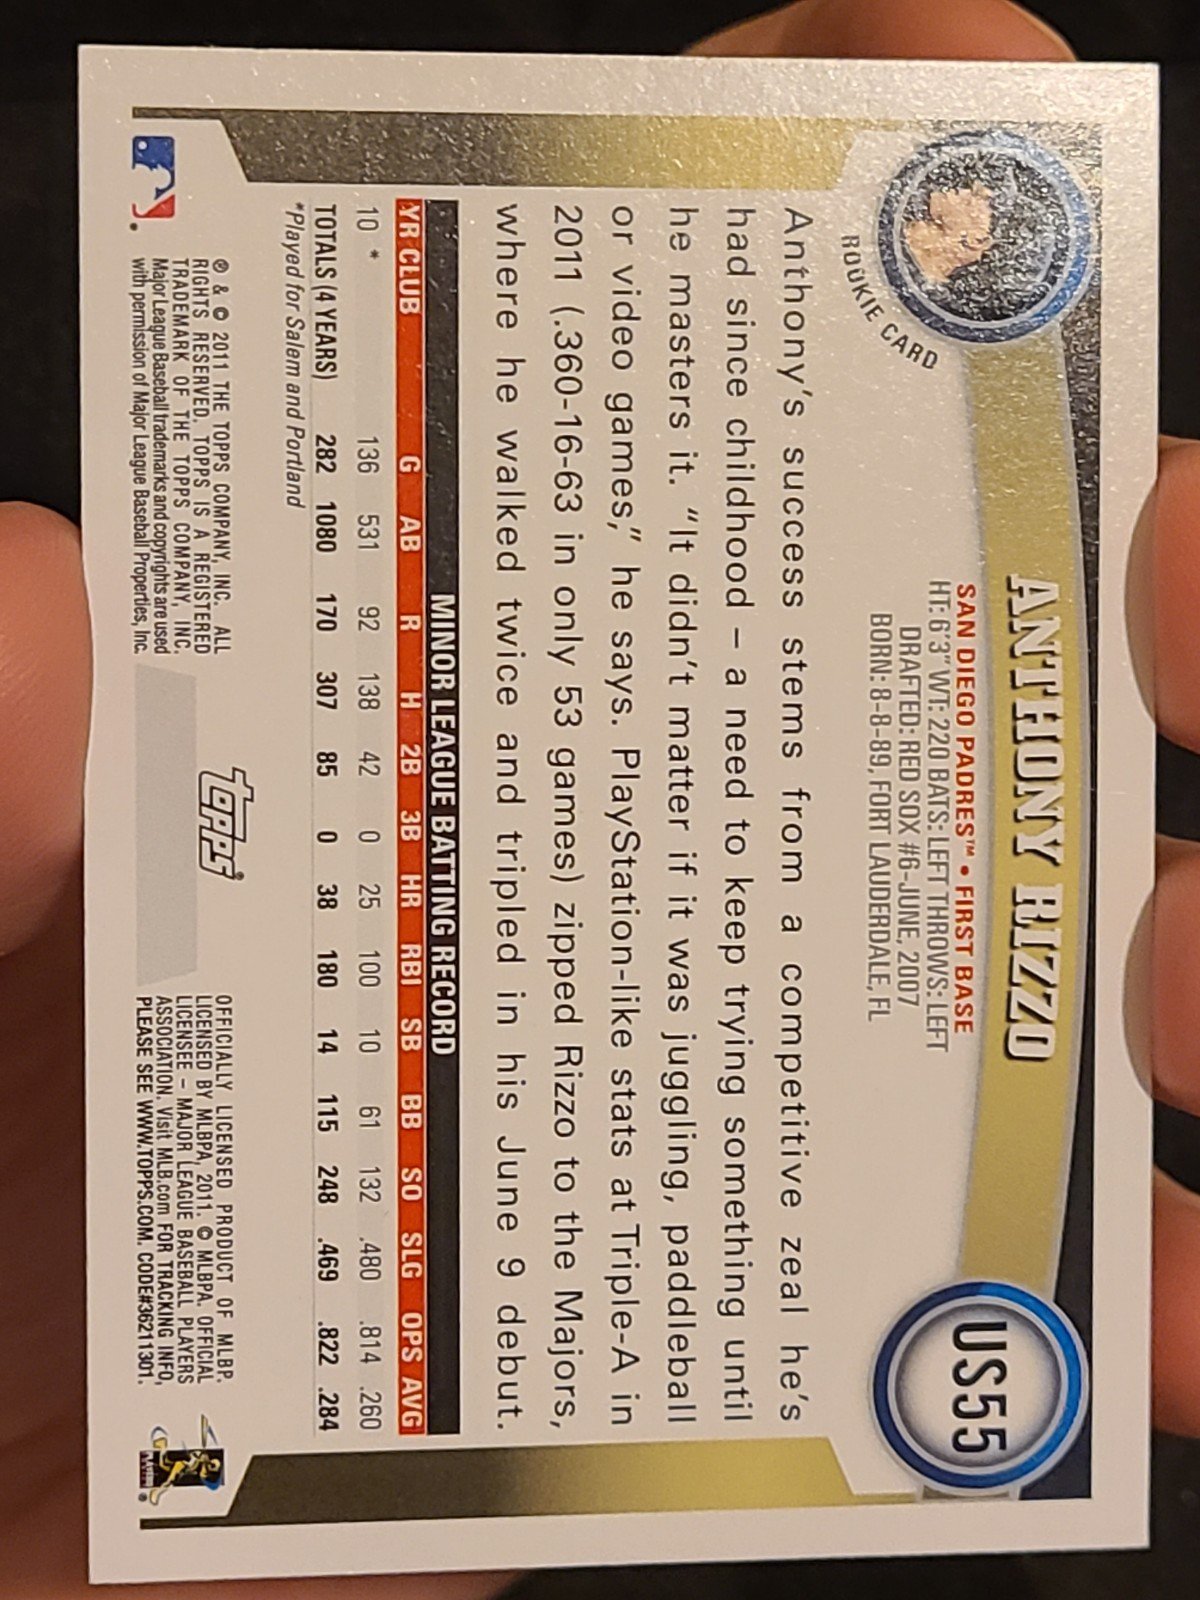 ROOKIE CARD
ANTHONY RIZZO
US55
SAN DIEGO PADRES™ • FIRST BASE
HT: 6'3" WT: 220 BATS: LEFT THROWS: LEFT
DRAFTED: RED SOX #6-JUNE, 2007
BORN: 8-8-89, FORT LAUDERDALE, FL
Anthony's success stems from a competitive zeal he's
had since childhood – a need to keep trying something until
he masters it. "It didn't matter if it was juggling, paddleball
or video games," he says. PlayStation-like stats at Triple-A in
2011 (.360-16-63 in only 53 games) zipped Rizzo to the Majors,
where he walked twice and tripled in his June 9 debut.
MINOR LEAGUE BATTING RECORD
YR CLUB G AB R H 2B 3B HR RBI SB BB SO SLG OPS AVG
10 * 136 531 92 138 42 0 25 100 10 61 132 .480 .814 .260
TOTALS (4 YEARS) 282 1080 170 307 85 0 38 180 14 115 248 .469 .822 .284
*Played for Salem and Portland
® & © 2011 THE TOPPS COMPANY, INC. ALL
RIGHTS RESERVED. TOPPS IS A REGISTERED
TRADEMARK OF THE TOPPS COMPANY, INC.
Major League Baseball trademarks and copyrights are used
with permission of Major League Baseball Properties, Inc.
topps®
OFFICIALLY LICENSED PRODUCT OF MLBP.
LICENSED BY MLBPA, 2011. © MLBPA. OFFICIAL
LICENSEE – MAJOR LEAGUE BASEBALL PLAYERS
ASSOCIATION. Visit MLB.com FOR TRACKING INFO,
PLEASE SEE WWW.TOPPS.COM. CODE#36211301.